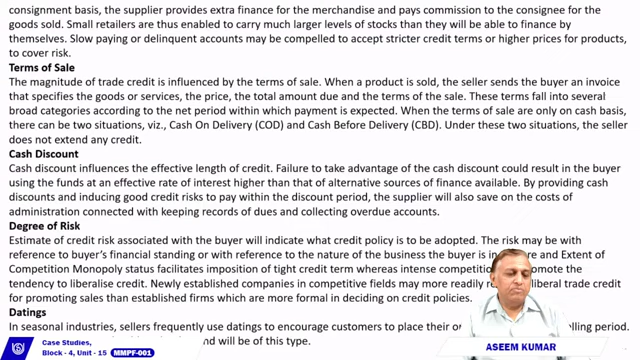 consignment basis, the supplier provides extra finance for the merchandise and pays commission to the consignee for the
goods sold. Small retailers are thus enabled to carry much larger levels of stocks than they will be able to finance by
themselves. Slow paying or delinquent accounts may be compelled to accept stricter credit terms or higher prices for products,
to cover risk.
Terms of Sale
The magnitude of trade credit is influenced by the terms of sale. When a product is sold, the seller sends the buyer an invoice
that specifies the goods or services, the price, the total amount due and the terms of the sale. These terms fall into several
broad categories according to the net period within which payment is expected. When the terms of sale are only on cash basis,
there can be two situations, viz., Cash On Delivery (COD) and Cash Before Delivery (CBD). Under these two situations, the seller
does not extend any credit.
Cash Discount
Cash discount influences the effective length of credit. Failure to take advantage of the cash discount could result in the buyer
using the funds at an effective rate of interest higher than that of alternative sources of finance available. By providing cash
discounts and inducing good credit risks to pay within the discount period, the supplier will also save on the costs of
administration connected with keeping records of dues and collecting overdue accounts.
Degree of Risk
Estimate of credit risk associated with the buyer will indicate what credit policy is to be adopted. The risk may be with
reference to buyer's financial standing or with reference to the nature of the business the buyer is in. and Extent of
Competition Monopoly status facilitates imposition of tight credit term whereas intense competitio omote the
tendency to liberalise credit. Newly established companies in competitive fields may more readily liberal trade credit
for promoting sales than established firms which are more formal in deciding on credit policies.
Datings
In seasonal industries, sellers frequently use datings to encourage customers to place their or lling period.
nd will be of this type.
Case Studies,
Block - 4, Unit - 15 MMPF-001
ASEEM KUMAR